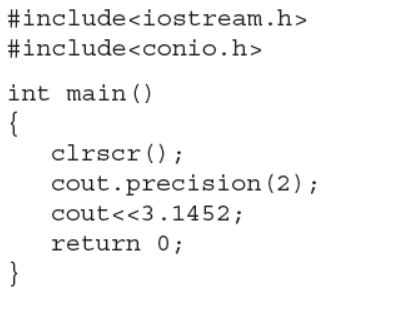 #include<iostream.h>
#include<conio.h>
int main()
{
clrscr();
cout.precision(2);
cout<<3.1452;
return 0;
}